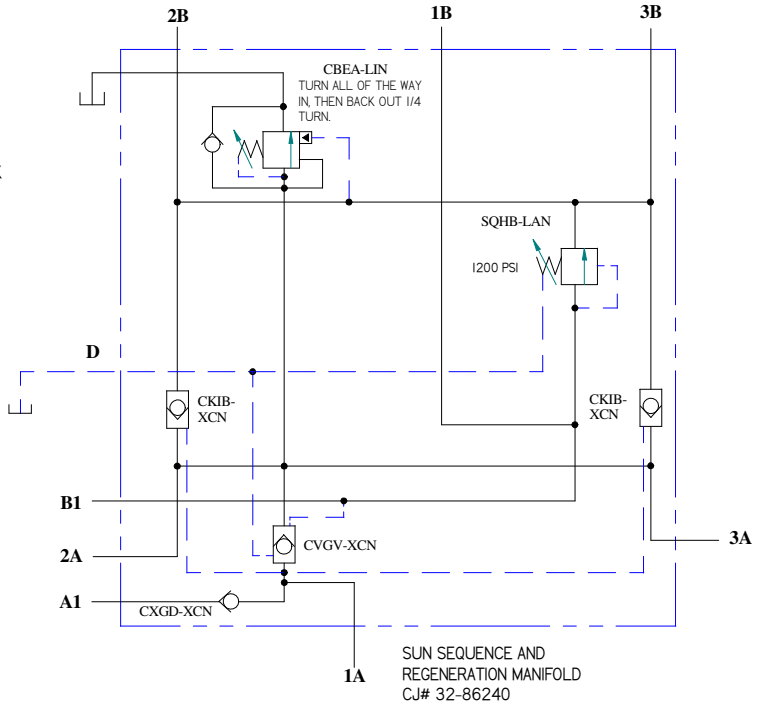 2B
1B
3B
CBEA-LIN
TURN ALL OF THE WAY
IN, THEN BACK OUT 1/4
TURN.
SQHB-LAN
1200 PSI
D
CKIB-
XCN
CKIB-
XCN
B1
CVGV-XCN
2A
3A
A1
CXGD-XCN
1A
SUN SEQUENCE AND
REGENERATION MANIFOLD
CJ# 32-86240